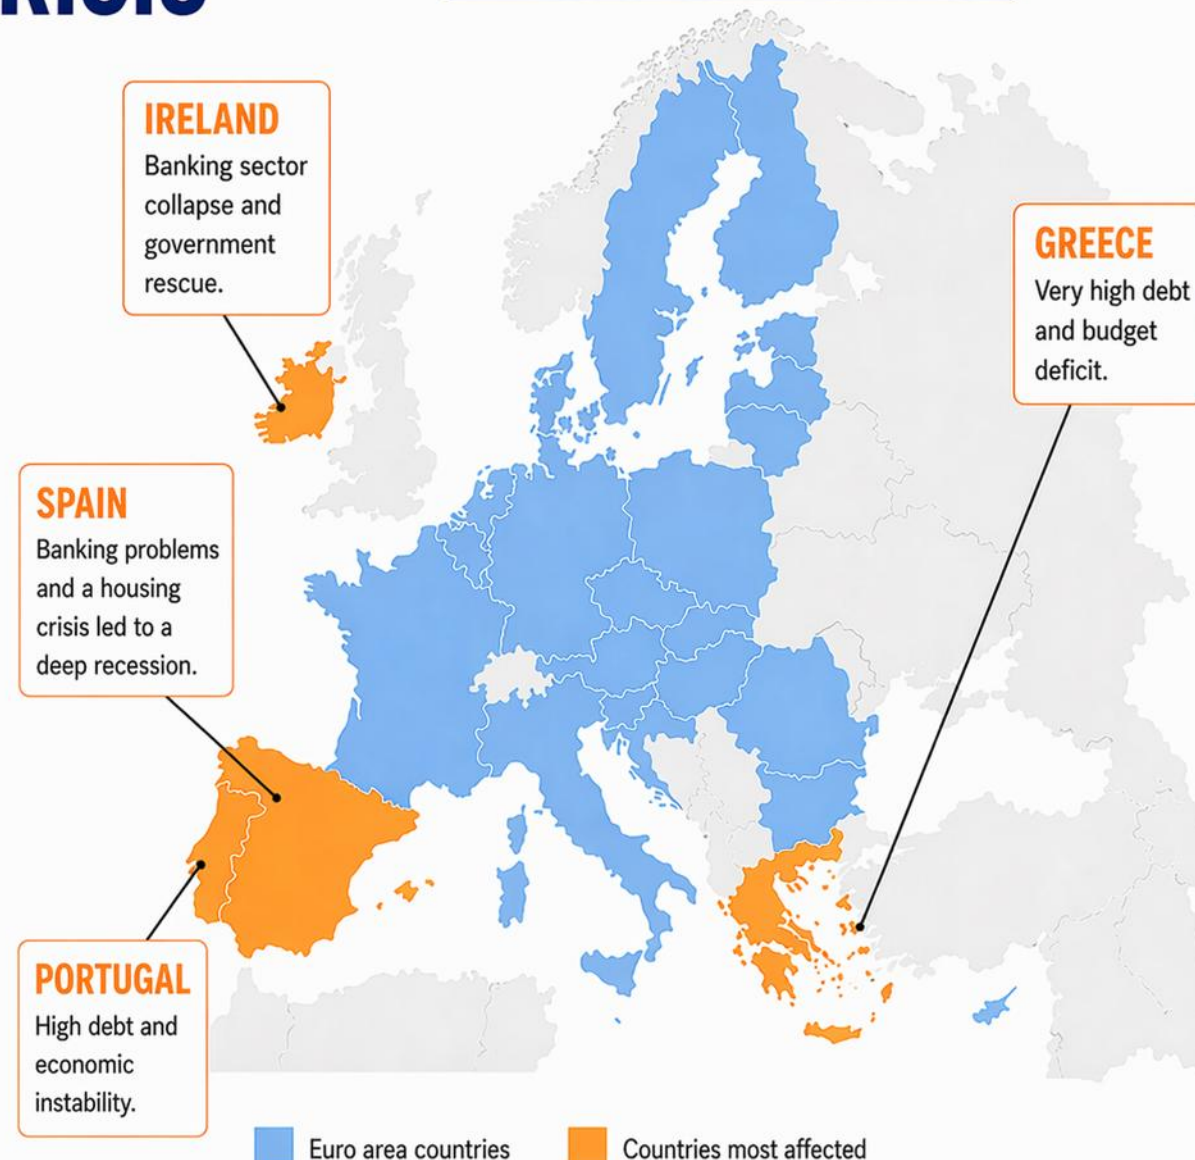 IRELAND
Banking sector
collapse and
government
rescue.
GREECE
Very high debt
and budget
deficit.
SPAIN
Banking problems
and a housing
crisis led to a
deep recession.
PORTUGAL
High debt and
economic
instability.
Euro area countries
Countries most affected